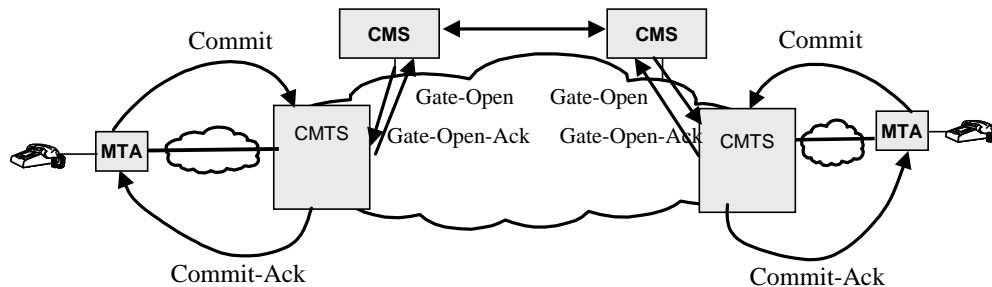 CMS
CMS
Commit
Commit
Gate-Open
Gate-Open
CMTS
Gate-Open-Ack
Gate-Open-Ack
CMTS
MTA
MTA
Commit-Ack
Commit-Ack